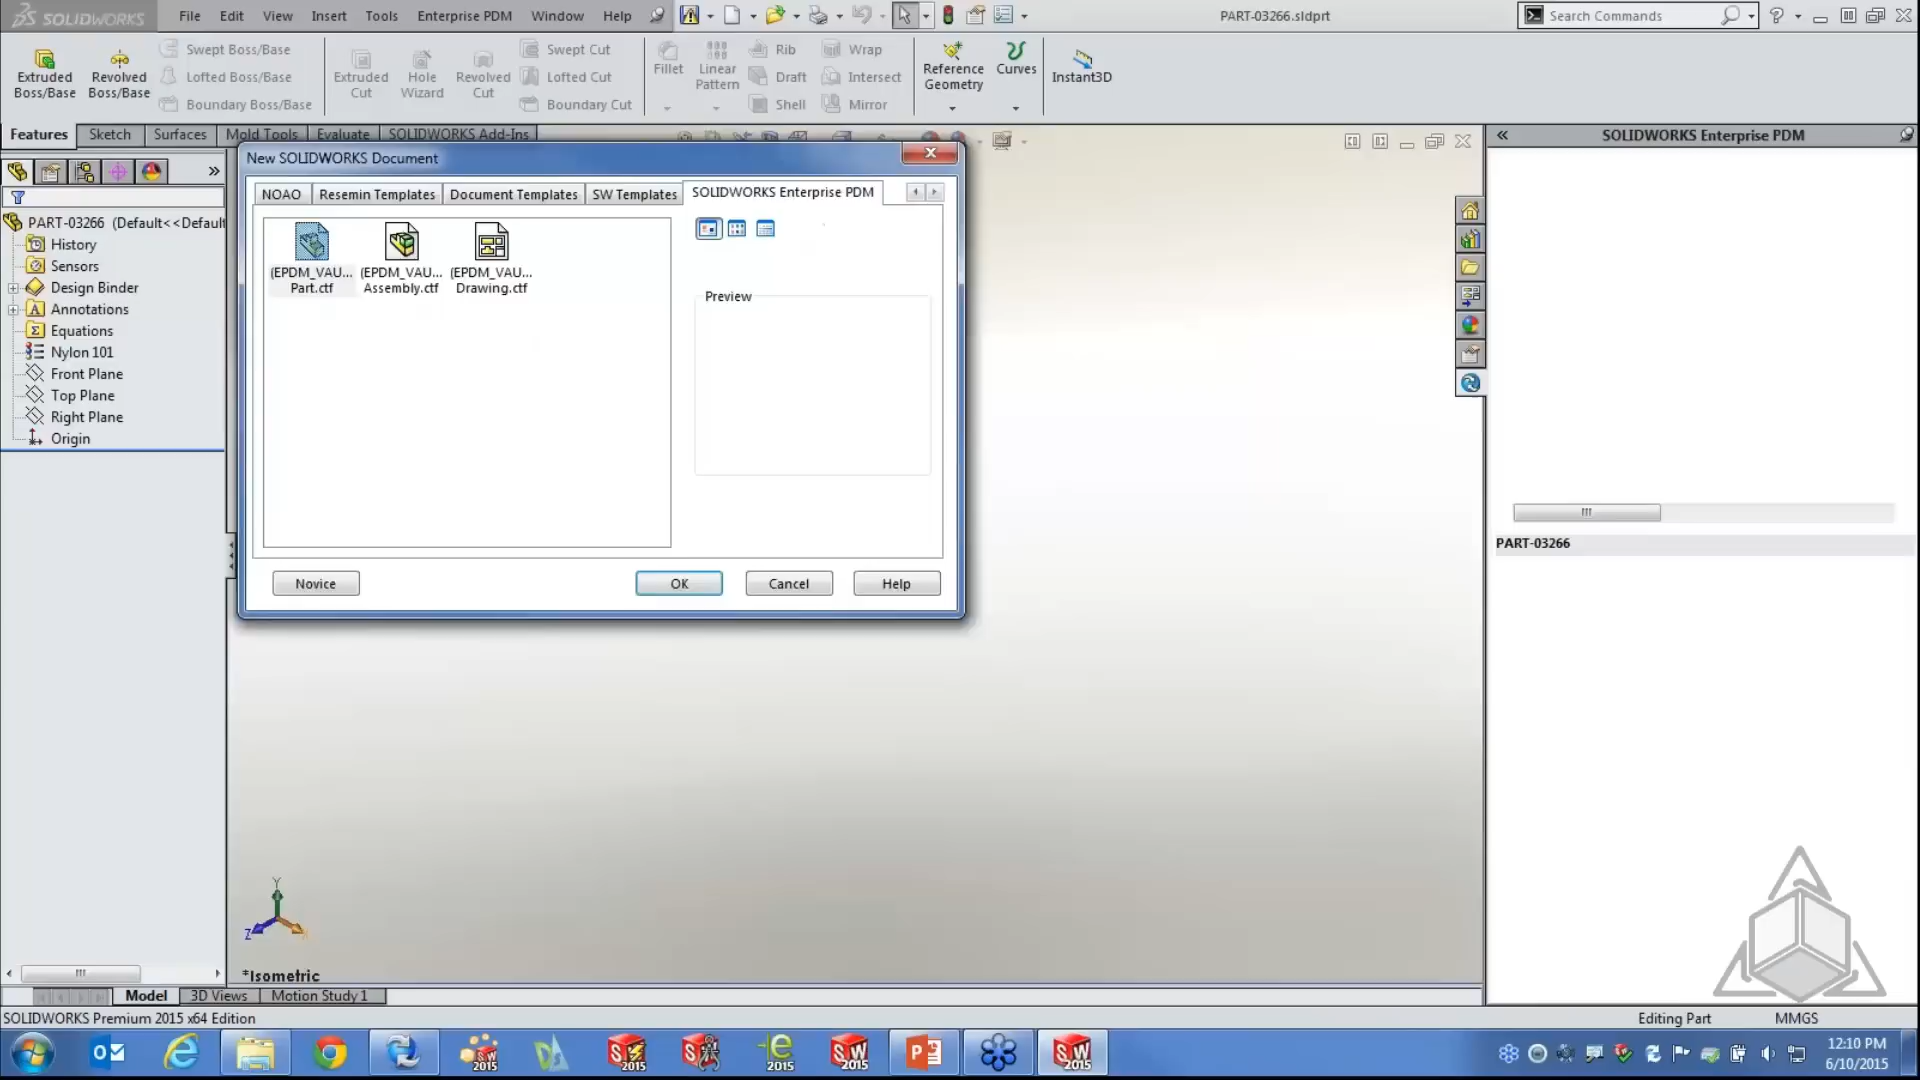 SOLIDWORKS File Edit View Insert Tools Enterprise PDM Window Help PART-03266.sldprt Search Commands
Extruded Boss/Base
Revolved Boss/Base
Swept Boss/Base
Lofted Boss/Base
Boundary Boss/Base
Extruded Cut
Hole Wizard
Revolved Cut
Swept Cut
Lofted Cut
Boundary Cut
Fillet
Linear Pattern
Rib
Draft
Shell
Wrap
Intersect
Mirror
Reference Geometry
Curves
Instant3D
Features Sketch Surfaces Mold Tools Evaluate SOLIDWORKS Add-Ins
SOLIDWORKS Enterprise PDM
PART-03266 (Default<<Default
History
Sensors
Design Binder
Annotations
Equations
Nylon 101
Front Plane
Top Plane
Right Plane
Origin
New SOLIDWORKS Document
NOAO Resemin Templates Document Templates SW Templates SOLIDWORKS Enterprise PDM
(EPDM_VAU... Part.ctf
(EPDM_VAU... Assembly.ctf
(EPDM_VAU... Drawing.ctf
Preview
Novice OK Cancel Help
PART-03266
Y
Z
*Isometric
Model 3D Views Motion Study 1
SOLIDWORKS Premium 2015 x64 Edition Editing Part MMGS
12:10 PM
6/10/2015